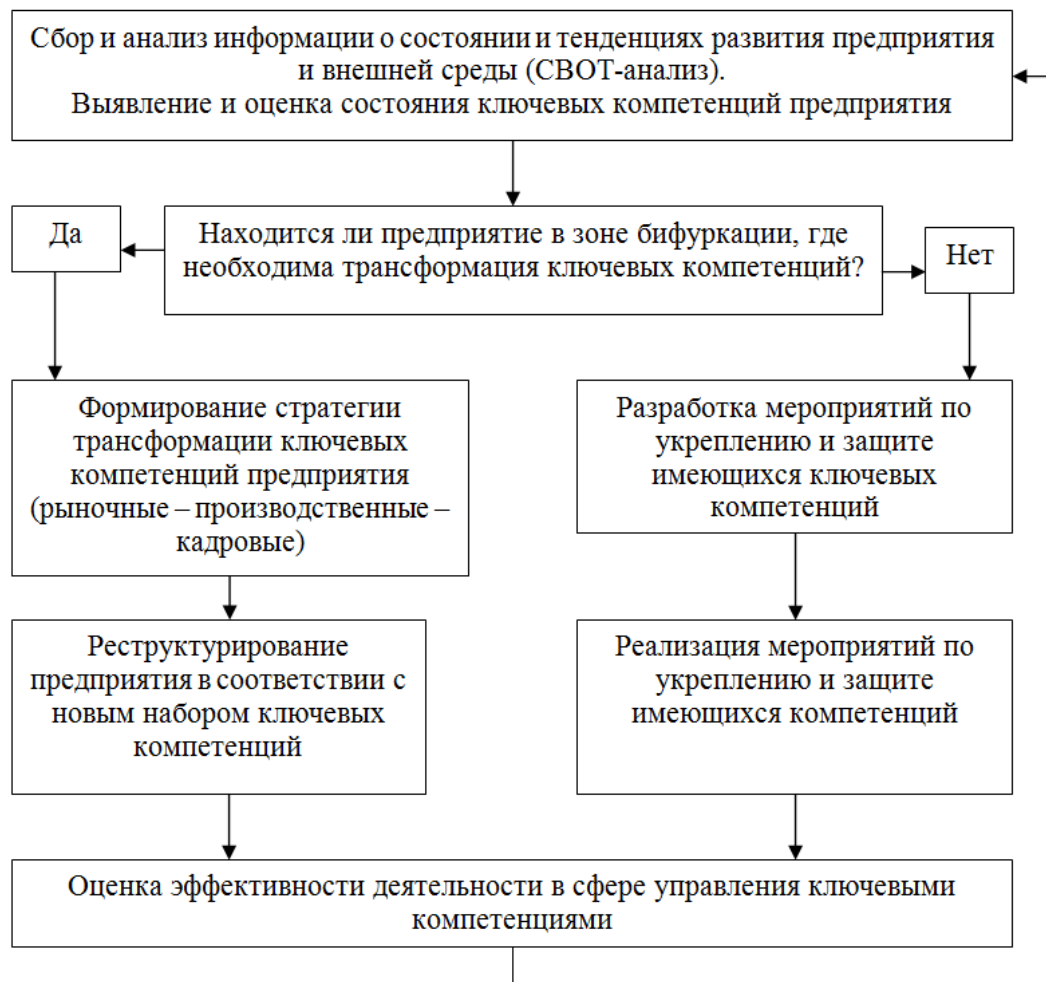 Сбор и анализ информации о состоянии и тенденциях развития предприятия
и внешней среды (СВОТ-анализ).
Выявление и оценка состояния ключевых компетенций предприятия
Да
Находится ли предприятие в зоне бифуркации, где
необходима трансформация ключевых компетенций?
Нет
Формирование стратегии
трансформации ключевых
компетенций предприятия
(рыночные – производственные –
кадровые)
Разработка мероприятий по
укреплению и защите
имеющихся ключевых
компетенций
Реструктурирование
предприятия в соответствии с
новым набором ключевых
компетенций
Реализация мероприятий по
укреплению и защите
имеющихся компетенций
Оценка эффективности деятельности в сфере управления ключевыми
компетенциями